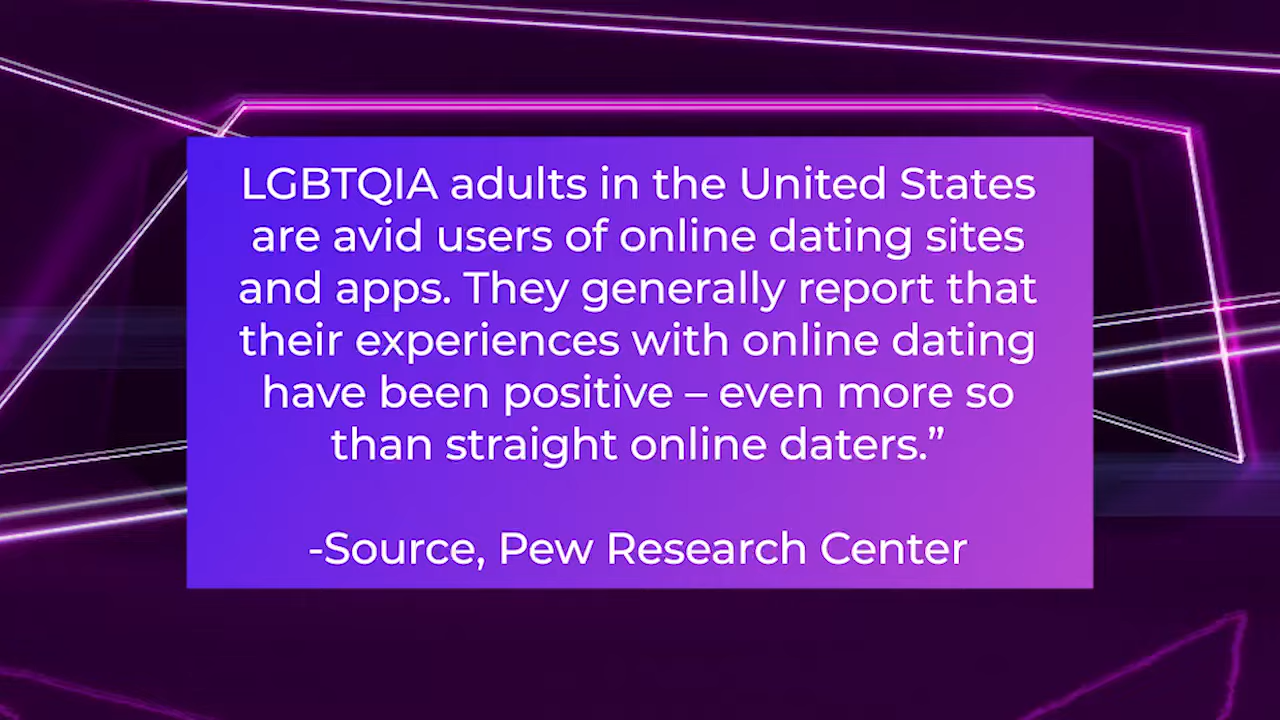 LGBTQIA adults in the United States
are avid users of online dating sites
and apps. They generally report that
their experiences with online dating
have been positive – even more so
than straight online daters.”
-Source, Pew Research Center